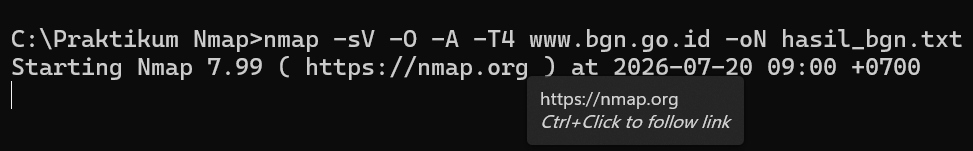 C:\Praktikum Nmap>nmap -sV -O -A -T4 www.bgn.go.id -oN hasil_bgn.txt
Starting Nmap 7.99 ( https://nmap.org ) at 2026-07-20 09:00 +0700
https://nmap.org
Ctrl+Click to follow link